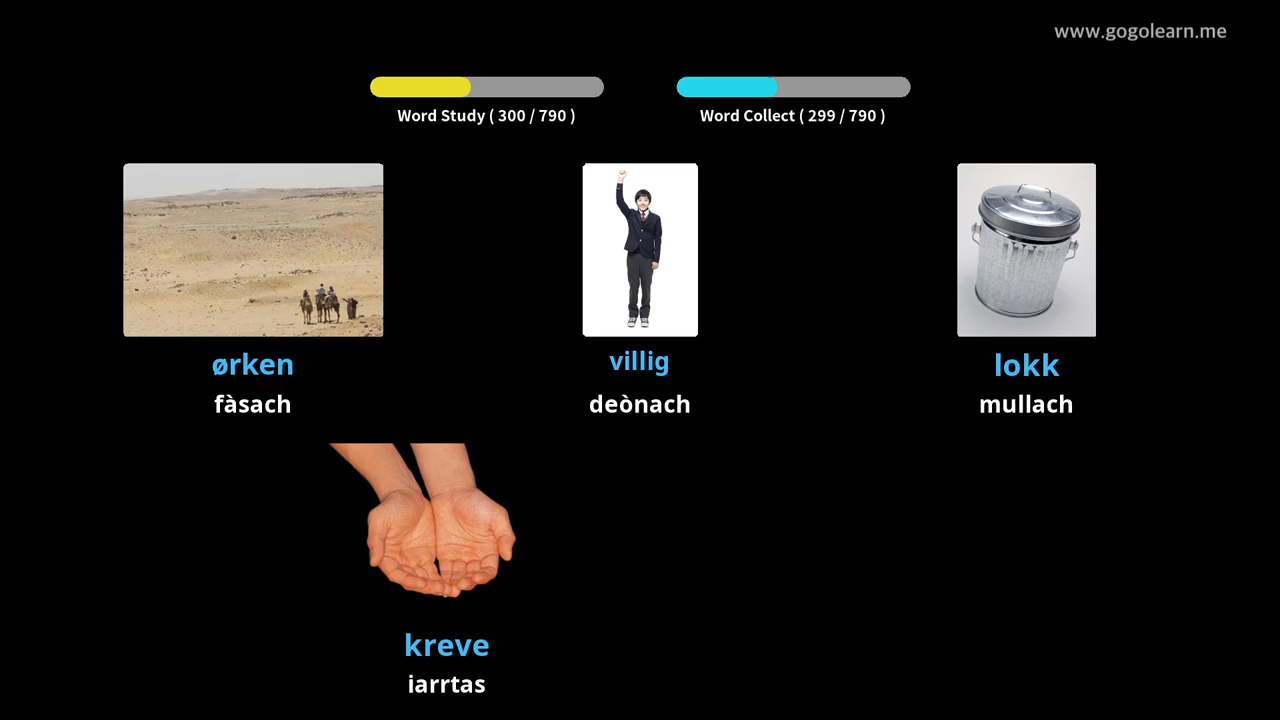 www.gogolearn.me
Word Study ( 300 / 790 )
Word Collect ( 299 / 790 )
ørken
fàsach
villig
deònach
lokk
mullach
kreve
iarrtas